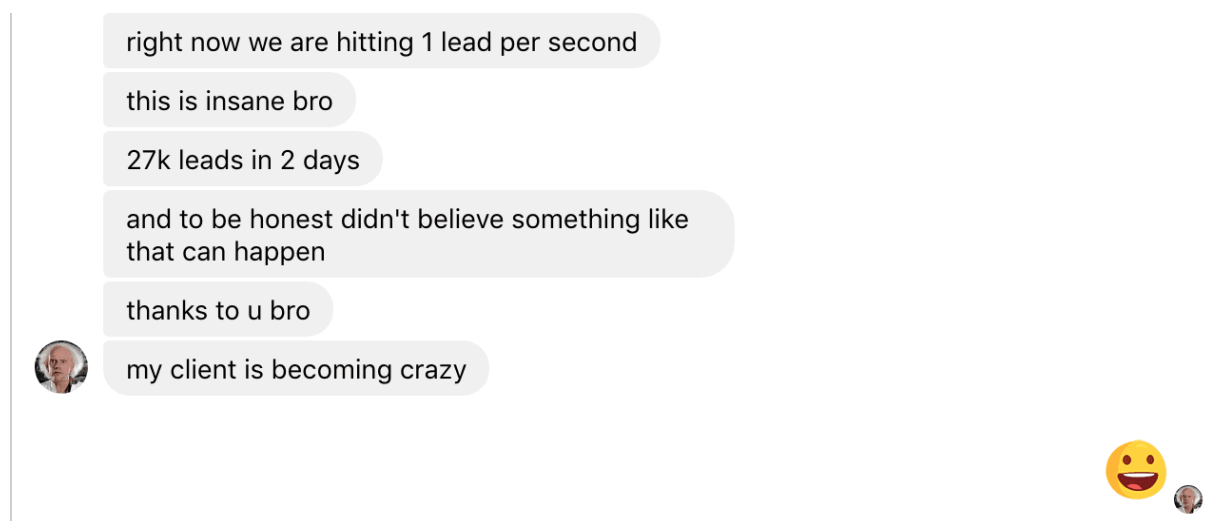 right now we are hitting 1 lead per second
this is insane bro
27k leads in 2 days
and to be honest didn't believe something like
that can happen
thanks to u bro
my client is becoming crazy